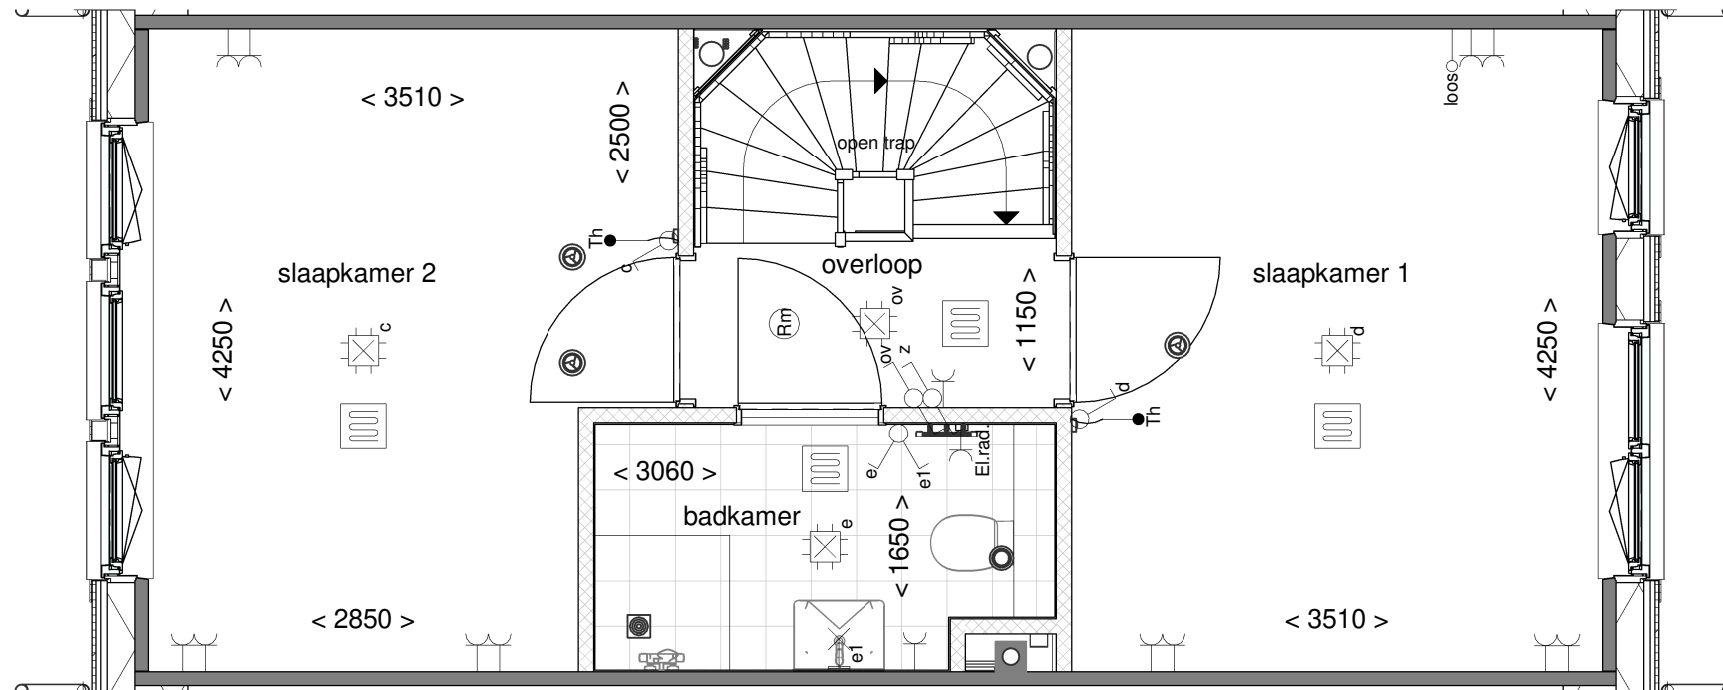 loos
< 3510 >
< 2500 >
open trap
Th
c
slaapkamer 2
overloop
slaapkamer 1
< 4250 >
c
Rm
ov
< 1150 >
d
< 4250 >
ov
z
d
Th
< 3060 >
e
e1
El.rad.
badkamer
e
< 1650 >
< 2850 >
< 3510 >
e1